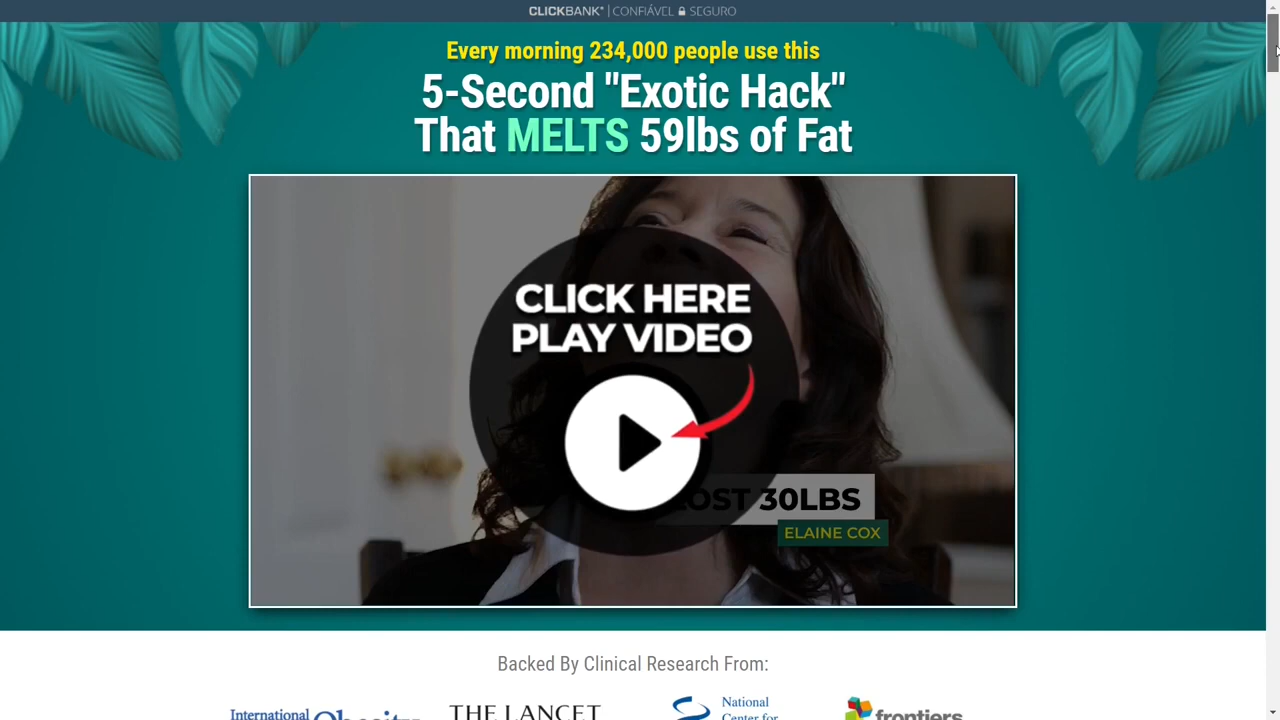 CLICKBANK® | CONFIÁVEL SEGURO
Every morning 234,000 people use this
5-Second "Exotic Hack"
That MELTS 59lbs of Fat
CLICK HERE
PLAY VIDEO
LOST 30LBS
ELAINE COX
Backed By Clinical Research From:
International
THE LANCET
National
Center for
frontiers